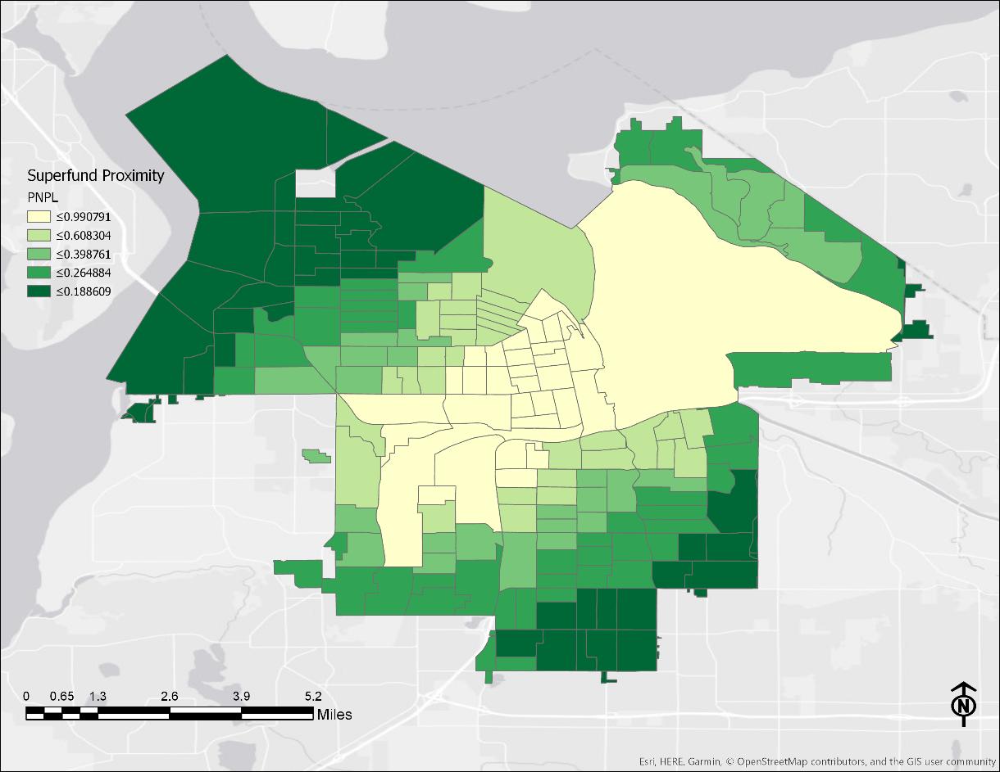 Superfund Proximity
PNPL
≤0.990791
≤0.608304
≤0.398761
≤0.264884
≤0.188609
0 0.65 1.3 2.6 3.9 5.2
Miles
N
Esri, HERE, Garmin, © OpenStreetMap contributors, and the GIS user community